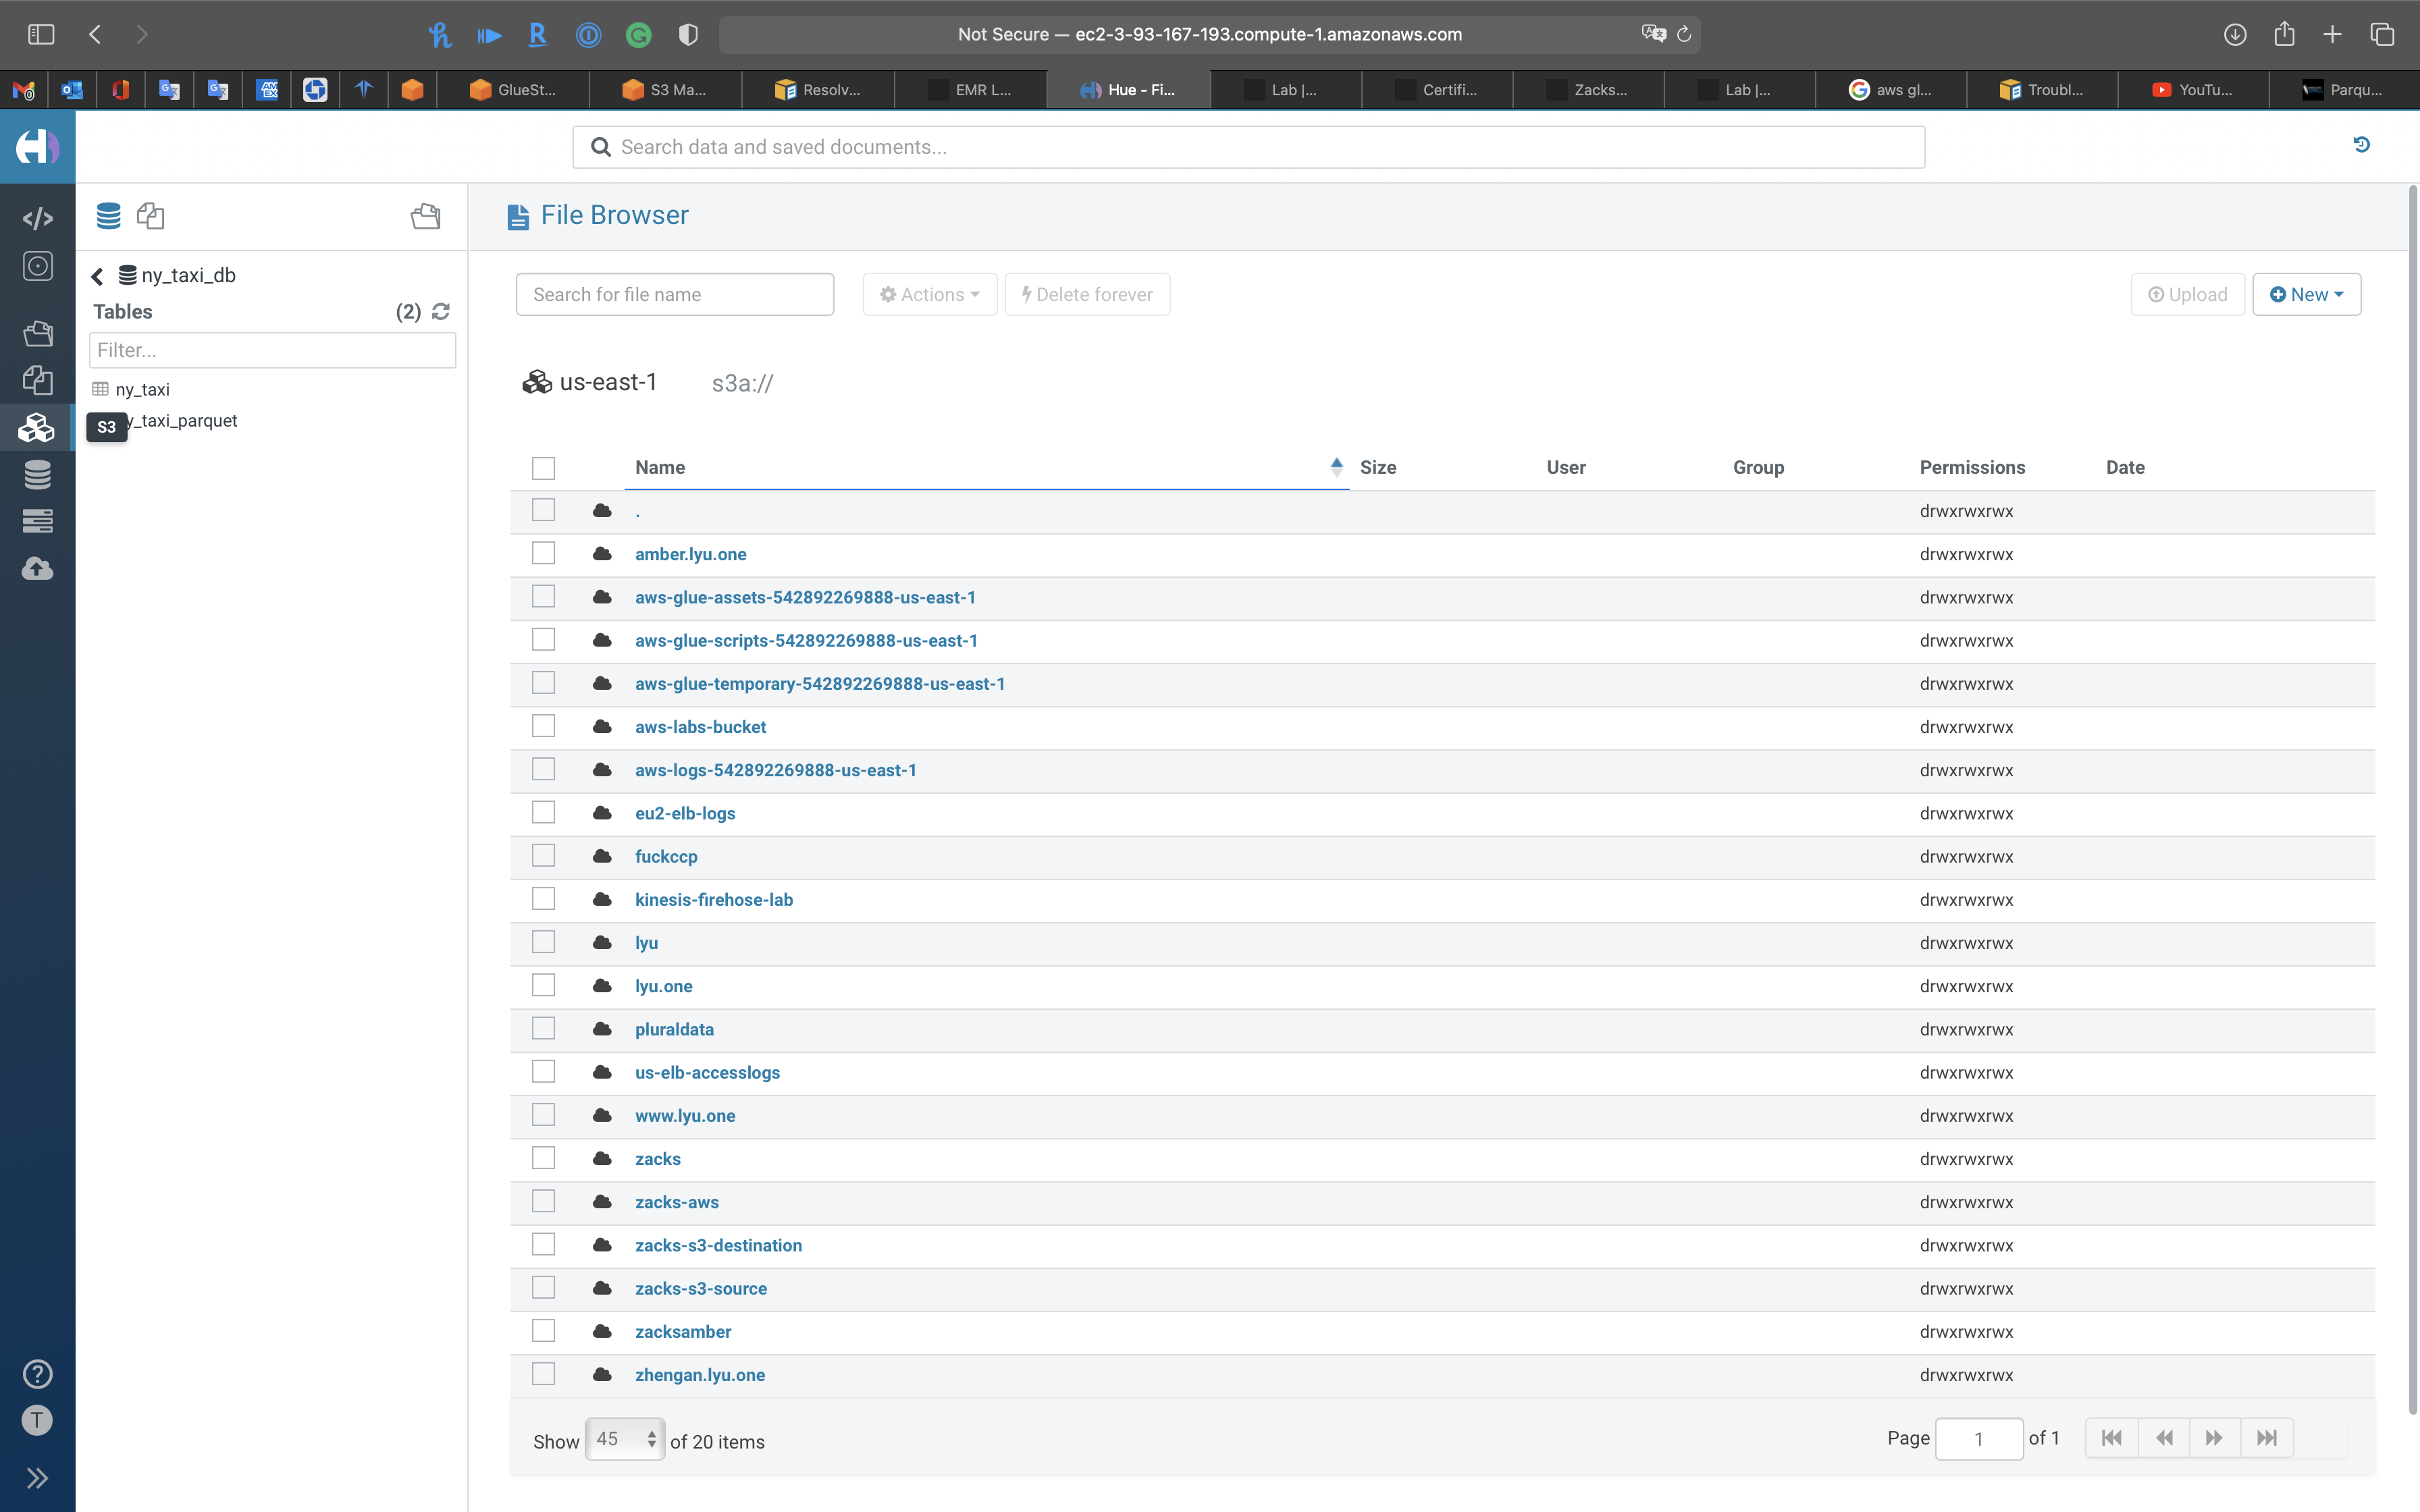 Not Secure — ec2-3-93-167-193.compute-1.amazonaws.com
GlueSt...
S3 Ma...
Resolv...
EMR L...
Hue - Fi...
Lab |...
Certifi...
Zacks...
Lab |...
aws gl...
Troubl...
YouTu...
Parqu...
Search data and saved documents...
File Browser
ny_taxi_db
Tables (2)
Filter...
ny_taxi
y_taxi_parquet
S3
Search for file name
Actions
Delete forever
Upload
New
us-east-1 s3a://
Name Size User Group Permissions Date
. drwxrwxrwx
amber.lyu.one drwxrwxrwx
aws-glue-assets-542892269888-us-east-1 drwxrwxrwx
aws-glue-scripts-542892269888-us-east-1 drwxrwxrwx
aws-glue-temporary-542892269888-us-east-1 drwxrwxrwx
aws-labs-bucket drwxrwxrwx
aws-logs-542892269888-us-east-1 drwxrwxrwx
eu2-elb-logs drwxrwxrwx
fuckccp drwxrwxrwx
kinesis-firehose-lab drwxrwxrwx
lyu drwxrwxrwx
lyu.one drwxrwxrwx
pluraldata drwxrwxrwx
us-elb-accesslogs drwxrwxrwx
www.lyu.one drwxrwxrwx
zacks drwxrwxrwx
zacks-aws drwxrwxrwx
zacks-s3-destination drwxrwxrwx
zacks-s3-source drwxrwxrwx
zacksamber drwxrwxrwx
zhengan.lyu.one drwxrwxrwx
Show 45 of 20 items
Page 1 of 1
T